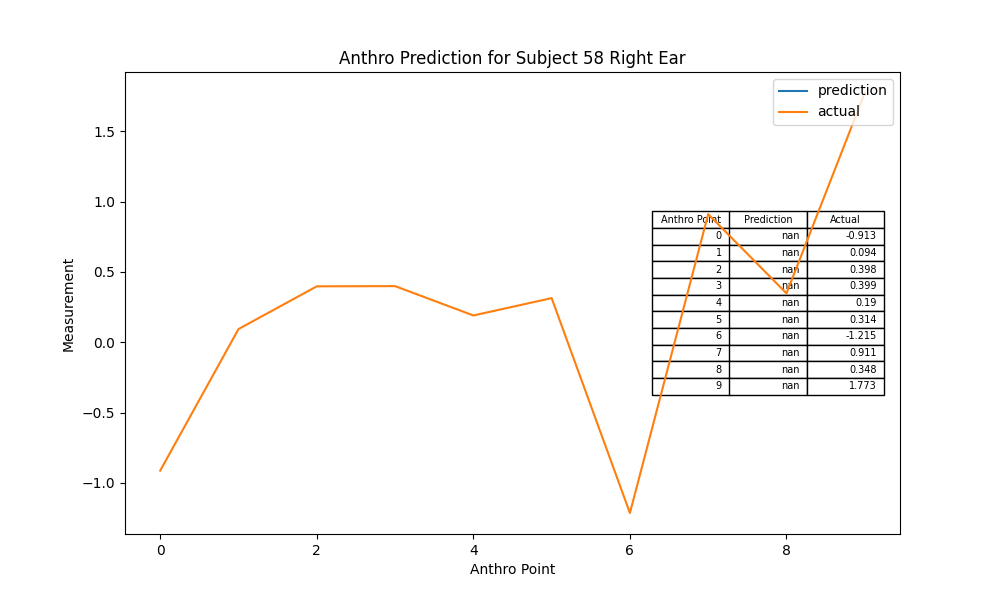 Anthro Prediction for Subject 58 Right Ear
prediction
actual
1.5
1.0
0.5
0.0
−0.5
−1.0
Measurement
Anthro Point Prediction Actual
0 nan -0.913
1 nan 0.094
2 nan 0.398
3 nan 0.399
4 nan 0.19
5 nan 0.314
6 nan -1.215
7 nan 0.911
8 nan 0.348
9 nan 1.773
0 2 4 6 8
Anthro Point